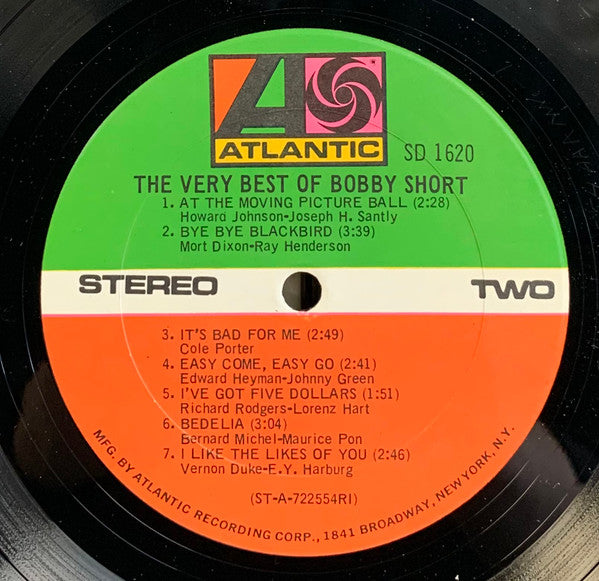 ATLANTIC
SD 1620
THE VERY BEST OF BOBBY SHORT
1. AT THE MOVING PICTURE BALL (2:28)
Howard Johnson-Joseph H. Santly
2. BYE BYE BLACKBIRD (3:39)
Mort Dixon-Ray Henderson
STEREO
TWO
3. IT'S BAD FOR ME (2:49)
Cole Porter
4. EASY COME, EASY GO (2:41)
Edward Heyman-Johnny Green
5. I'VE GOT FIVE DOLLARS (1:51)
Richard Rodgers-Lorenz Hart
6. BEDELIA (3:04)
Bernard Michel-Maurice Pon
7. I LIKE THE LIKES OF YOU (2:46)
Vernon Duke-E.Y. Harburg
(ST-A-722554RI)
MFG. BY ATLANTIC RECORDING CORP., 1841 BROADWAY, NEW YORK, N.Y.